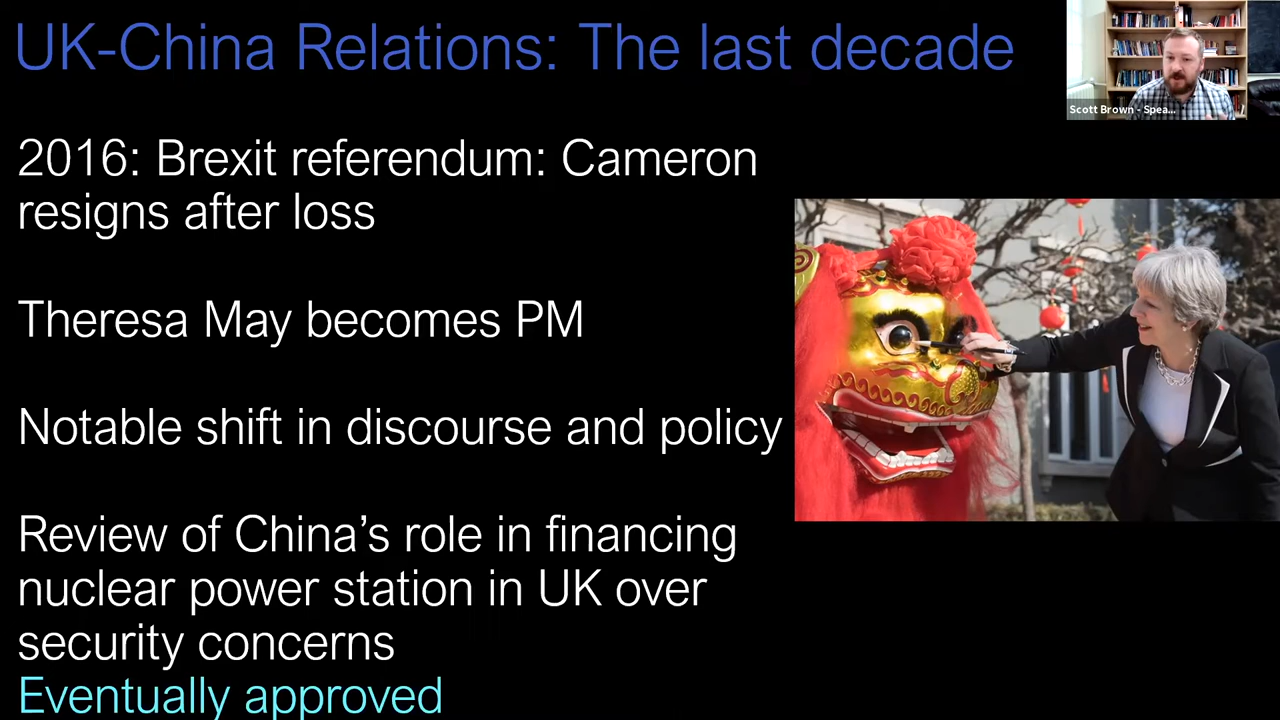 UK-China Relations: The last decade
Scott Brown - Spea...
2016: Brexit referendum: Cameron
resigns after loss
Theresa May becomes PM
Notable shift in discourse and policy
Review of China’s role in financing
nuclear power station in UK over
security concerns
Eventually approved